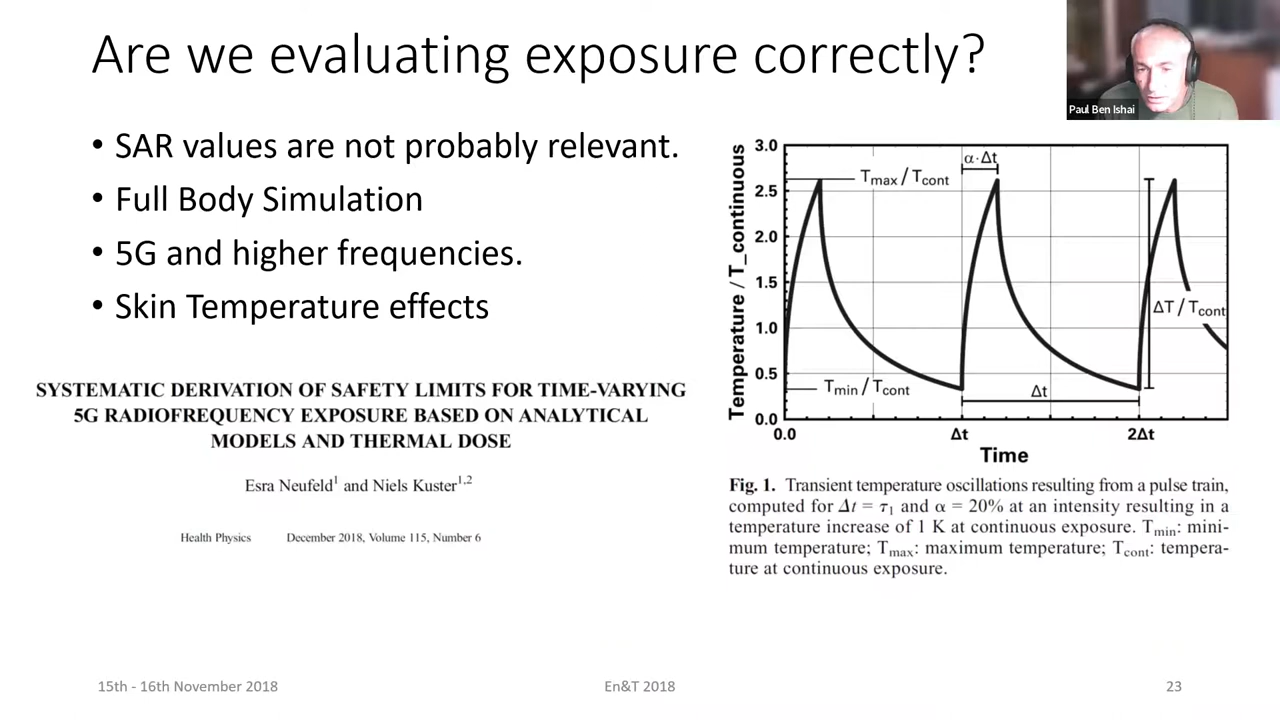 Are we evaluating exposure correctly?
Paul Ben Ishai
• SAR values are not probably relevant.
• Full Body Simulation
• 5G and higher frequencies.
• Skin Temperature effects
SYSTEMATIC DERIVATION OF SAFETY LIMITS FOR TIME-VARYING
5G RADIOFREQUENCY EXPOSURE BASED ON ANALYTICAL
MODELS AND THERMAL DOSE
Esra Neufeld¹ and Niels Kuster¹,²
Health Physics December 2018, Volume 115, Number 6
Temperature / T_continuous
3.0
2.5
2.0
1.5
1.0
0.5
0.0
Tmax / Tcont
α·Δt
ΔT / Tcont
Tmin / Tcont
Δt
0.0 Δt 2Δt
Time
Fig. 1. Transient temperature oscillations resulting from a pulse train,
computed for Δt = τ₁ and α = 20% at an intensity resulting in a
temperature increase of 1 K at continuous exposure. Tmin: mini-
mum temperature; Tmax: maximum temperature; Tcont: tempera-
ture at continuous exposure.
15th - 16th November 2018 En&T 2018 23